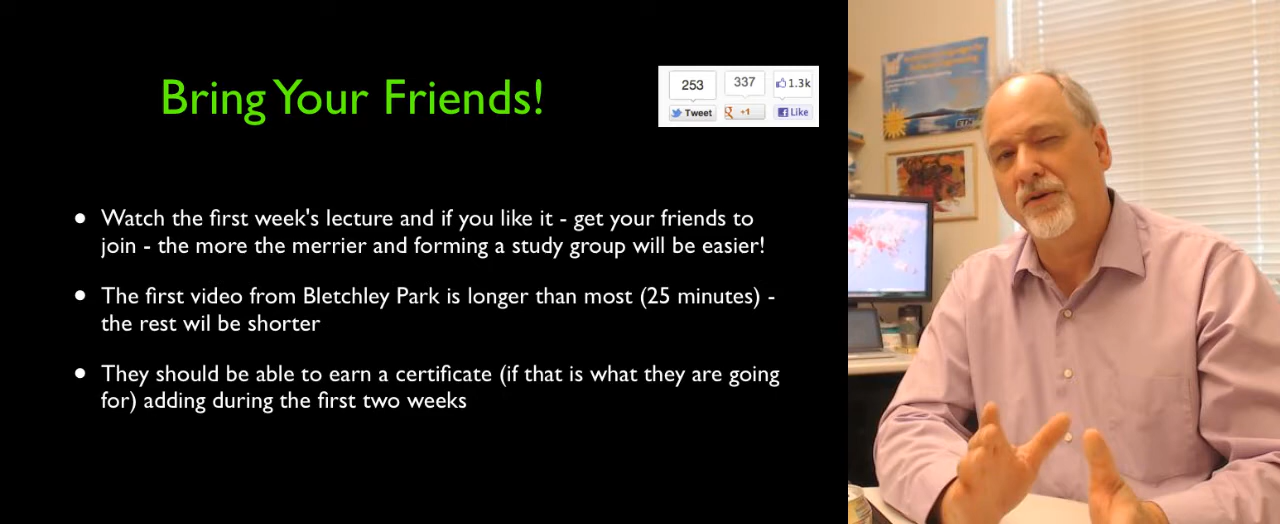 Bring Your Friends!
253 337 1.3k
Tweet +1 Like
• Watch the first week's lecture and if you like it - get your friends to
join - the more the merrier and forming a study group will be easier!
• The first video from Bletchley Park is longer than most (25 minutes) -
the rest wil be shorter
• They should be able to earn a certificate (if that is what they are going
for) adding during the first two weeks
ETH